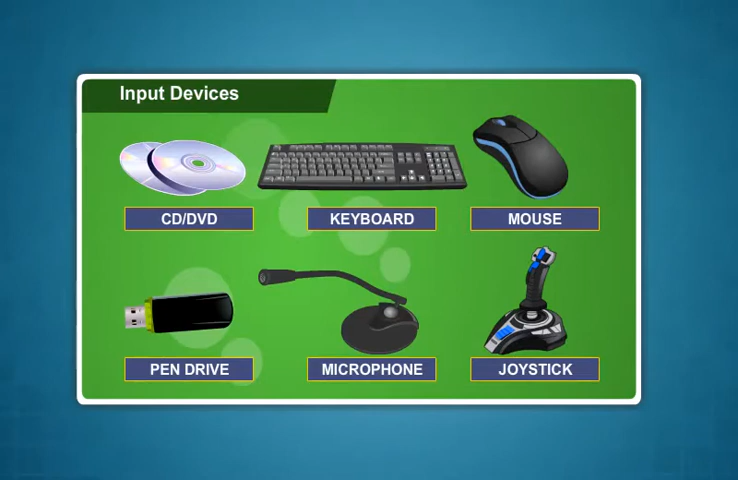 Input Devices
CD/DVD
KEYBOARD
MOUSE
PEN DRIVE
MICROPHONE
JOYSTICK